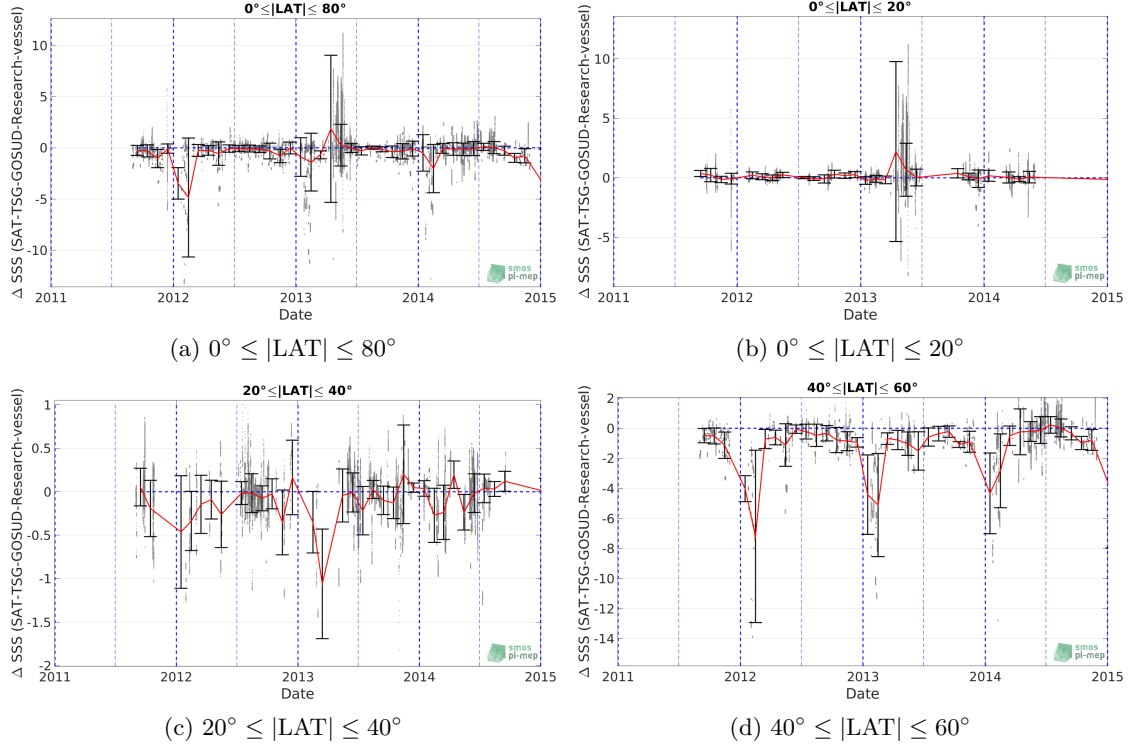 0°≤|LAT|≤ 80°
Δ SSS (SAT-TSG-GOSUD-Research-vessel)
10
5
0
-5
-10
2011 2012 2013 2014 2015
Date
smos
pi-mep
(a) 0° ≤ |LAT| ≤ 80°
0°≤|LAT|≤ 20°
Δ SSS (SAT-TSG-GOSUD-Research-vessel)
10
5
0
-5
2011 2012 2013 2014 2015
Date
smos
pi-mep
(b) 0° ≤ |LAT| ≤ 20°
20°≤|LAT|≤ 40°
Δ SSS (SAT-TSG-GOSUD-Research-vessel)
1
0.5
0
-0.5
-1
-1.5
-2
2011 2012 2013 2014 2015
Date
smos
pi-mep
(c) 20° ≤ |LAT| ≤ 40°
40°≤|LAT|≤ 60°
Δ SSS (SAT-TSG-GOSUD-Research-vessel)
2
0
-2
-4
-6
-8
-10
-12
-14
2011 2012 2013 2014 2015
Date
smos
pi-mep
(d) 40° ≤ |LAT| ≤ 60°